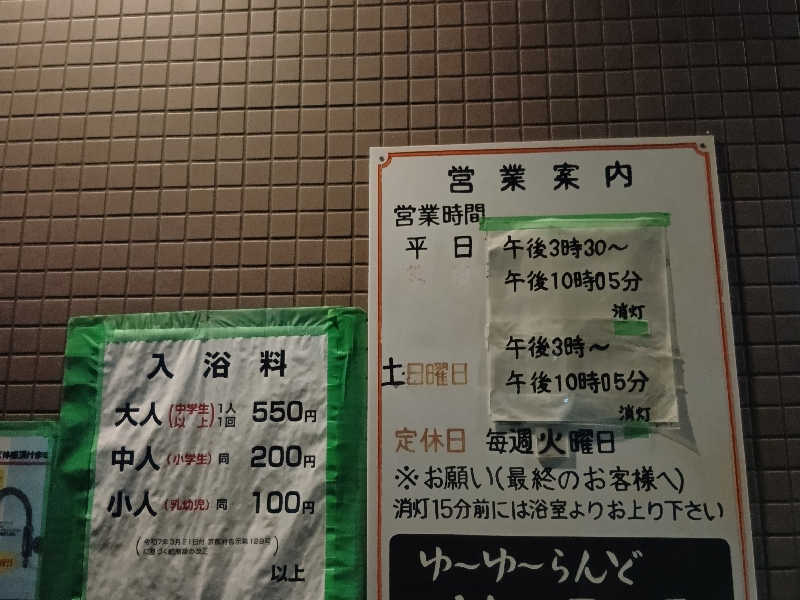 営業案内
営業時間
平日 午後3時30〜
午後10時05分
消灯
午後3時〜
土日曜日 午後10時05分
消灯
定休日 毎週火曜日
※お願い(最終のお客様へ)
消灯15分前には浴室よりお上り下さい
ゆ〜ゆ〜らんど
入浴料
大人(中学生以上)1人1回 550円
中人(小学生)同 200円
小人(乳幼児)同 100円
以上